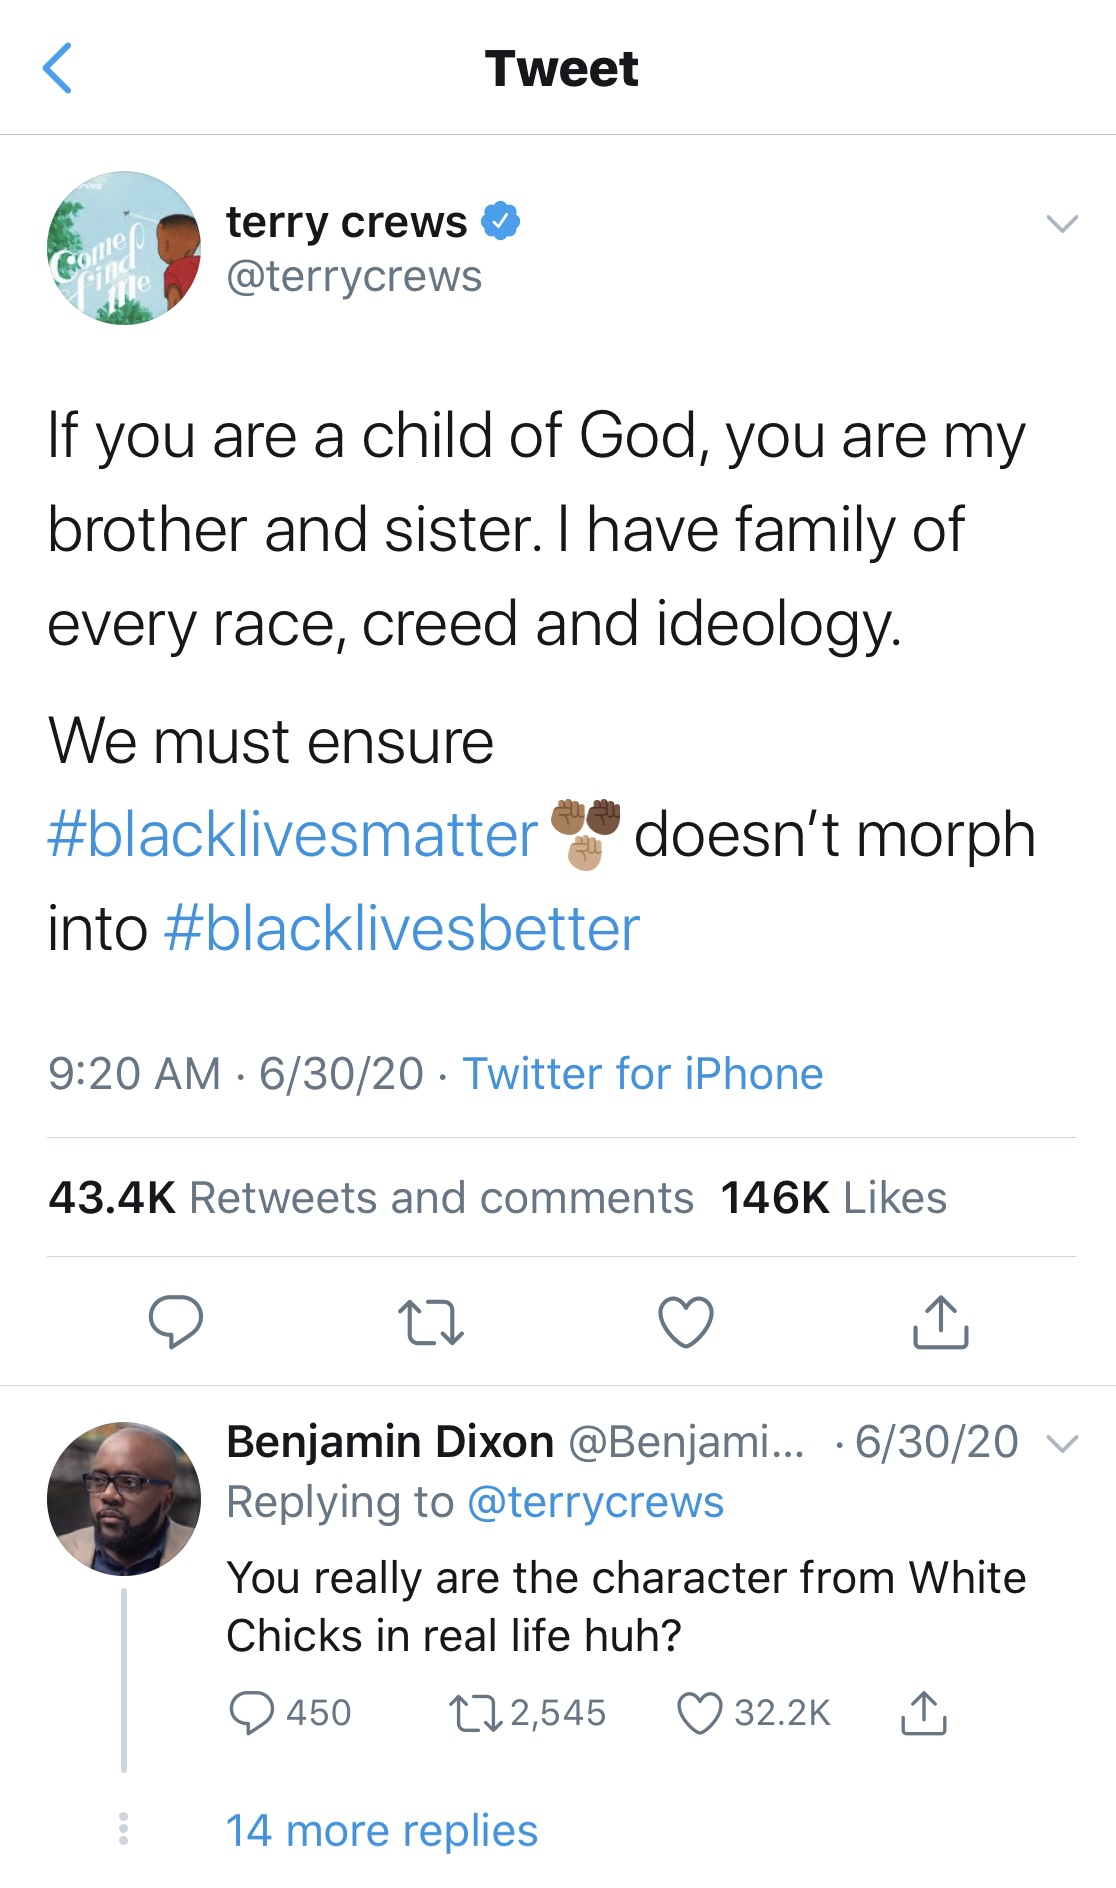 Tweet
Come find me
terry crews
@terrycrews
If you are a child of God, you are my
brother and sister. I have family of
every race, creed and ideology.
We must ensure
#blacklivesmatter✊🏽✊🏿✊🏼 doesn’t morph
into #blacklivesbetter
9:20 AM · 6/30/20 · Twitter for iPhone
43.4K Retweets and comments 146K Likes
Benjamin Dixon @Benjami... · 6/30/20
Replying to @terrycrews
You really are the character from White
Chicks in real life huh?
450 2,545 32.2K
14 more replies